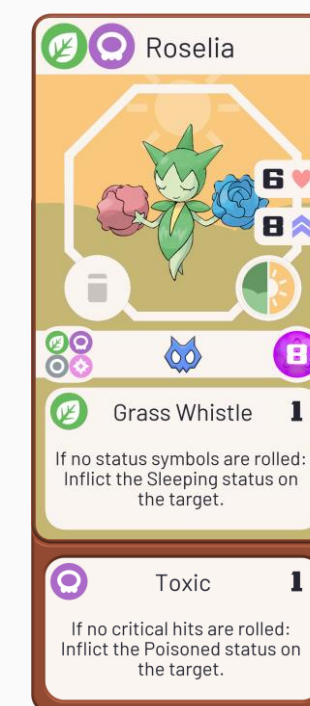 Roselia
6
8
8
Grass Whistle 1
If no status symbols are rolled:
Inflict the Sleeping status on
the target.
Toxic 1
If no critical hits are rolled:
Inflict the Poisoned status on
the target.